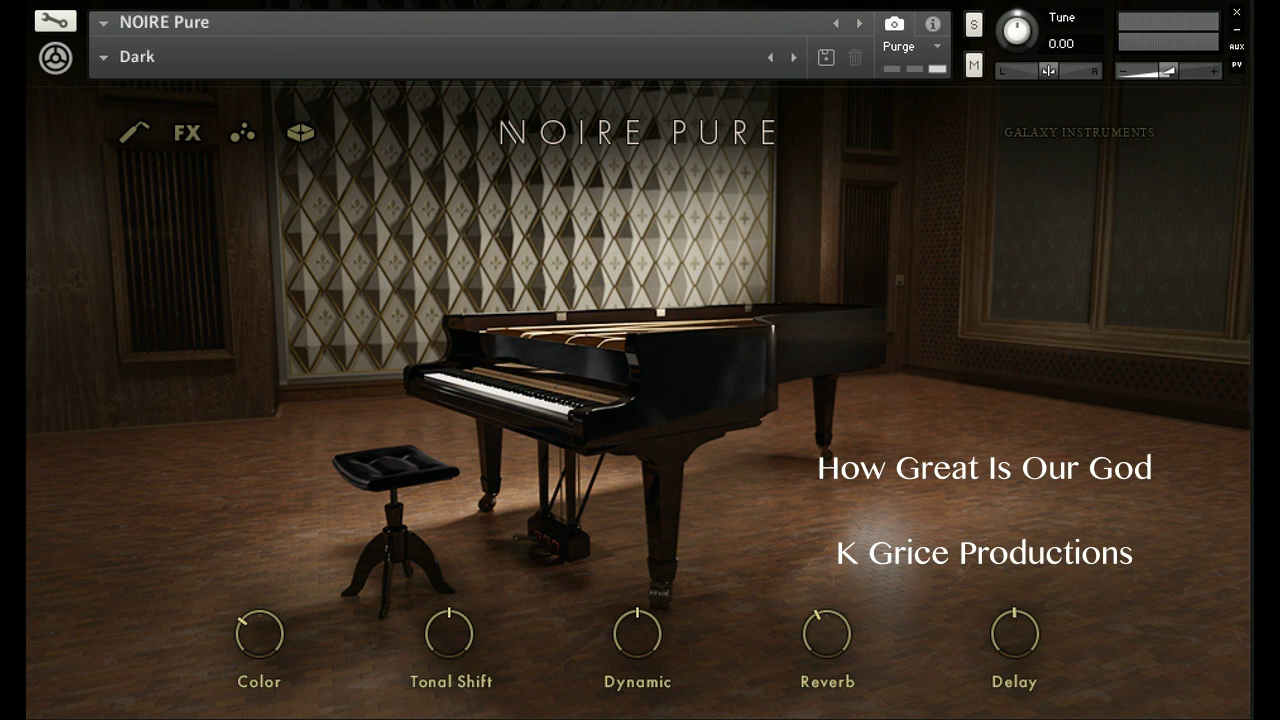 NOIRE Pure
Dark
Purge
S
M
Tune
0.00
L R
- +
×
-
AUX
PV
FX
NOIRE PURE
GALAXY INSTRUMENTS
How Great Is Our God
K Grice Productions
Color
Tonal Shift
Dynamic
Reverb
Delay